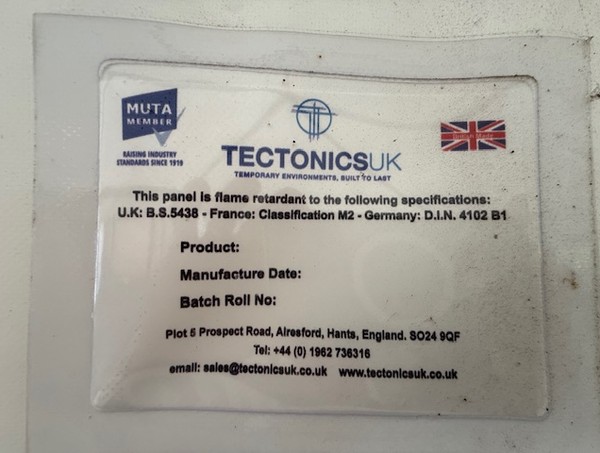 MUTA
MEMBER
RAISING INDUSTRY
STANDARDS SINCE 1919
British Made
TECTONICSUK
TEMPORARY ENVIRONMENTS, BUILT TO LAST
This panel is flame retardant to the following specifications:
U.K: B.S.5438 - France: Classification M2 - Germany: D.I.N. 4102 B1
Product:
Manufacture Date:
Batch Roll No:
Plot 5 Prospect Road, Alresford, Hants, England. SO24 9QF
Tel: +44 (0) 1962 736316
email: sales@tectonicsuk.co.uk www.tectonicsuk.co.uk